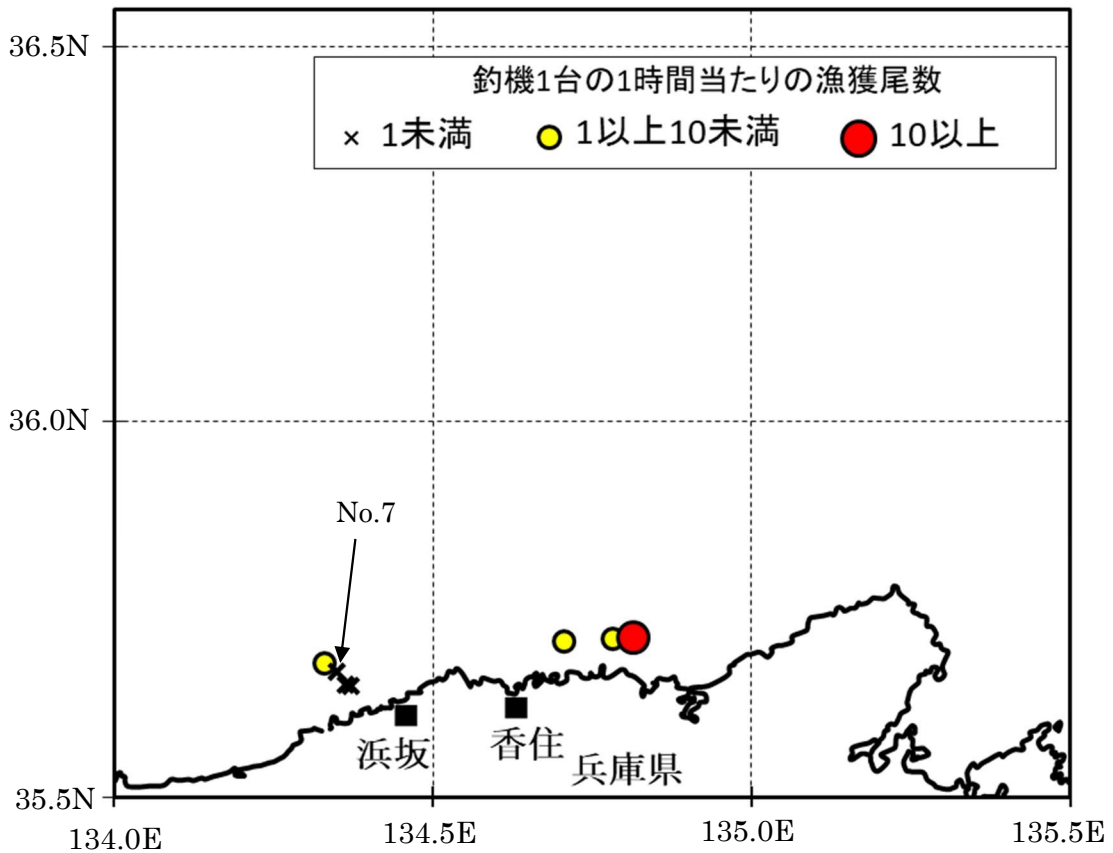 36.5N
釣機1台の1時間当たりの漁獲尾数
× 1未満 1以上10未満 10以上
36.0N
No.7
浜坂 香住 兵庫県
35.5N
134.0E 134.5E 135.0E 135.5E